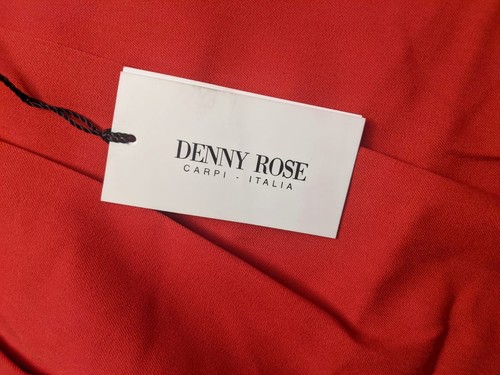 DENNY ROSE
CARPI - ITALIA